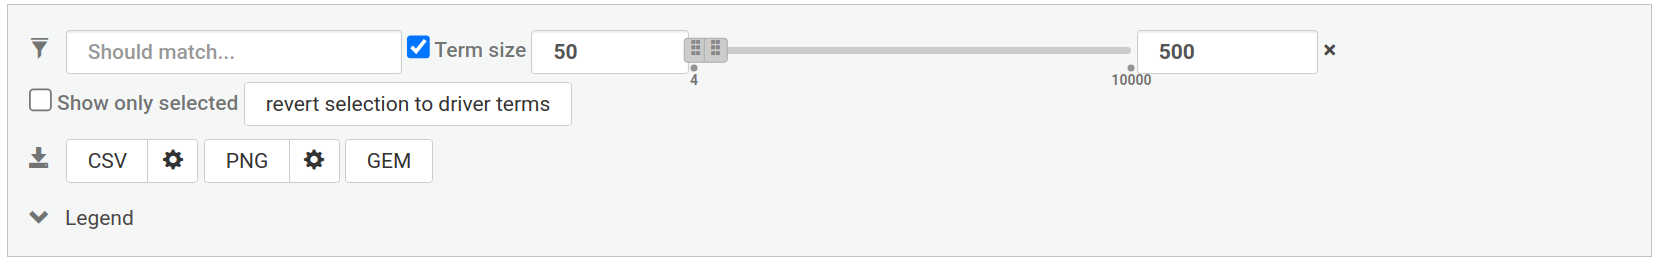 Should match... Term size 50 500
4 10000
Show only selected revert selection to driver terms
CSV PNG GEM
Legend